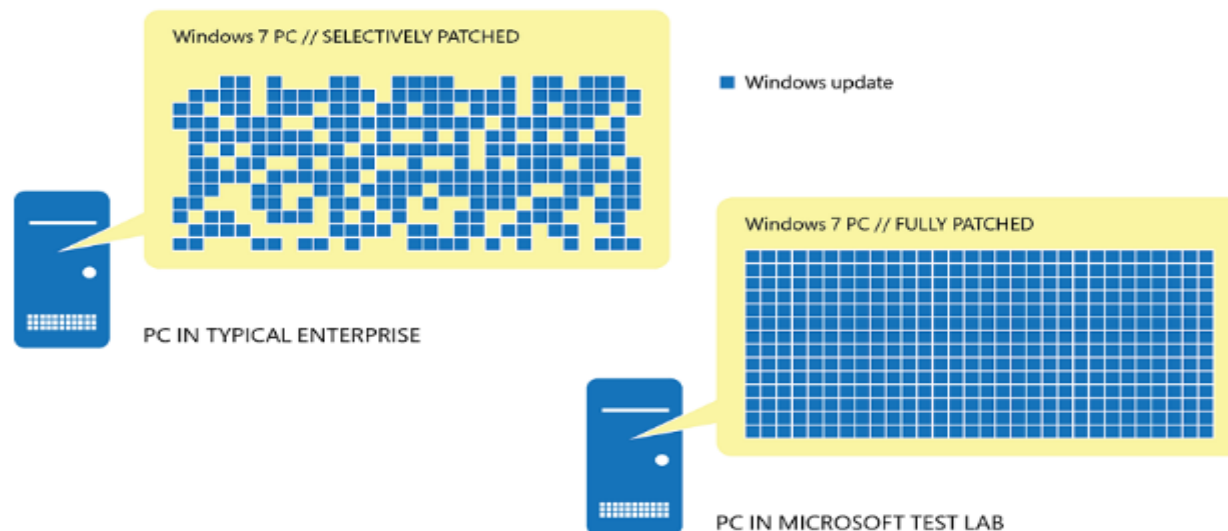 Windows 7 PC // SELECTIVELY PATCHED
Windows update
PC IN TYPICAL ENTERPRISE
Windows 7 PC // FULLY PATCHED
PC IN MICROSOFT TEST LAB